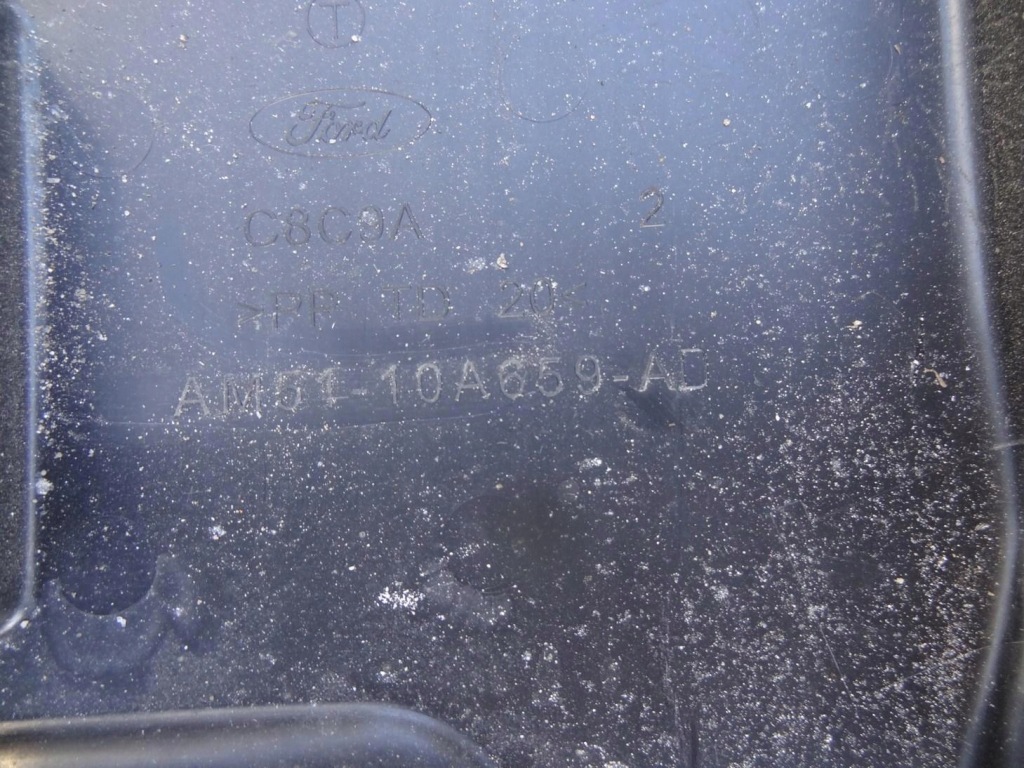 T
Ford
C8C9A 2
>PP TD 20<
AM51-10A659-AD